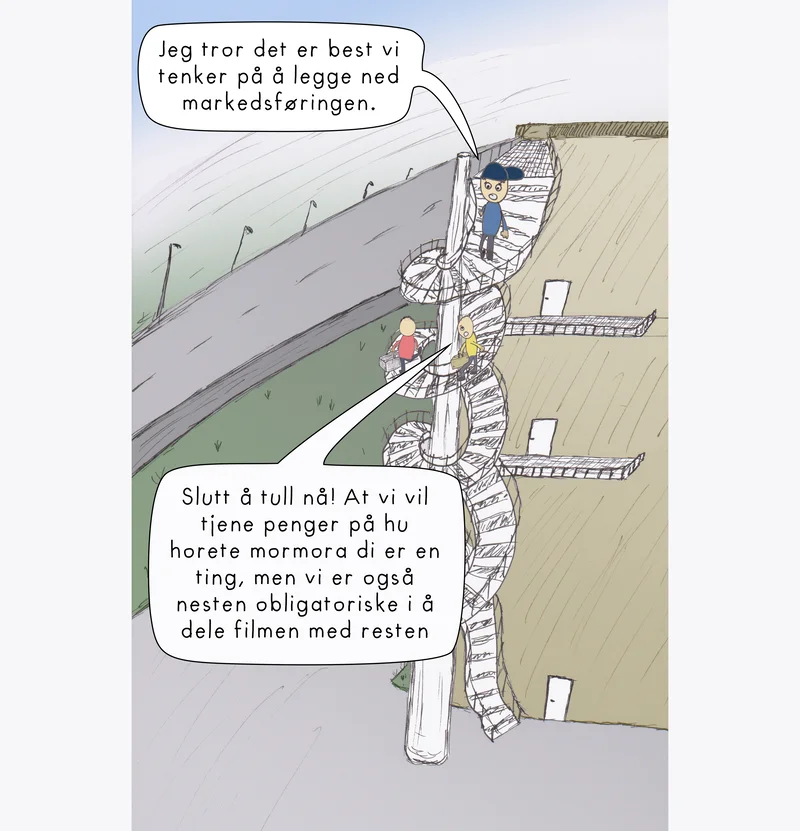 Jeg tror det er best vi
tenker på å legge ned
markedsføringen.
Slutt å tull nå! At vi vil
tjene penger på hu
horete mormora di er en
ting, men vi er også
nesten obligatoriske i å
dele filmen med resten